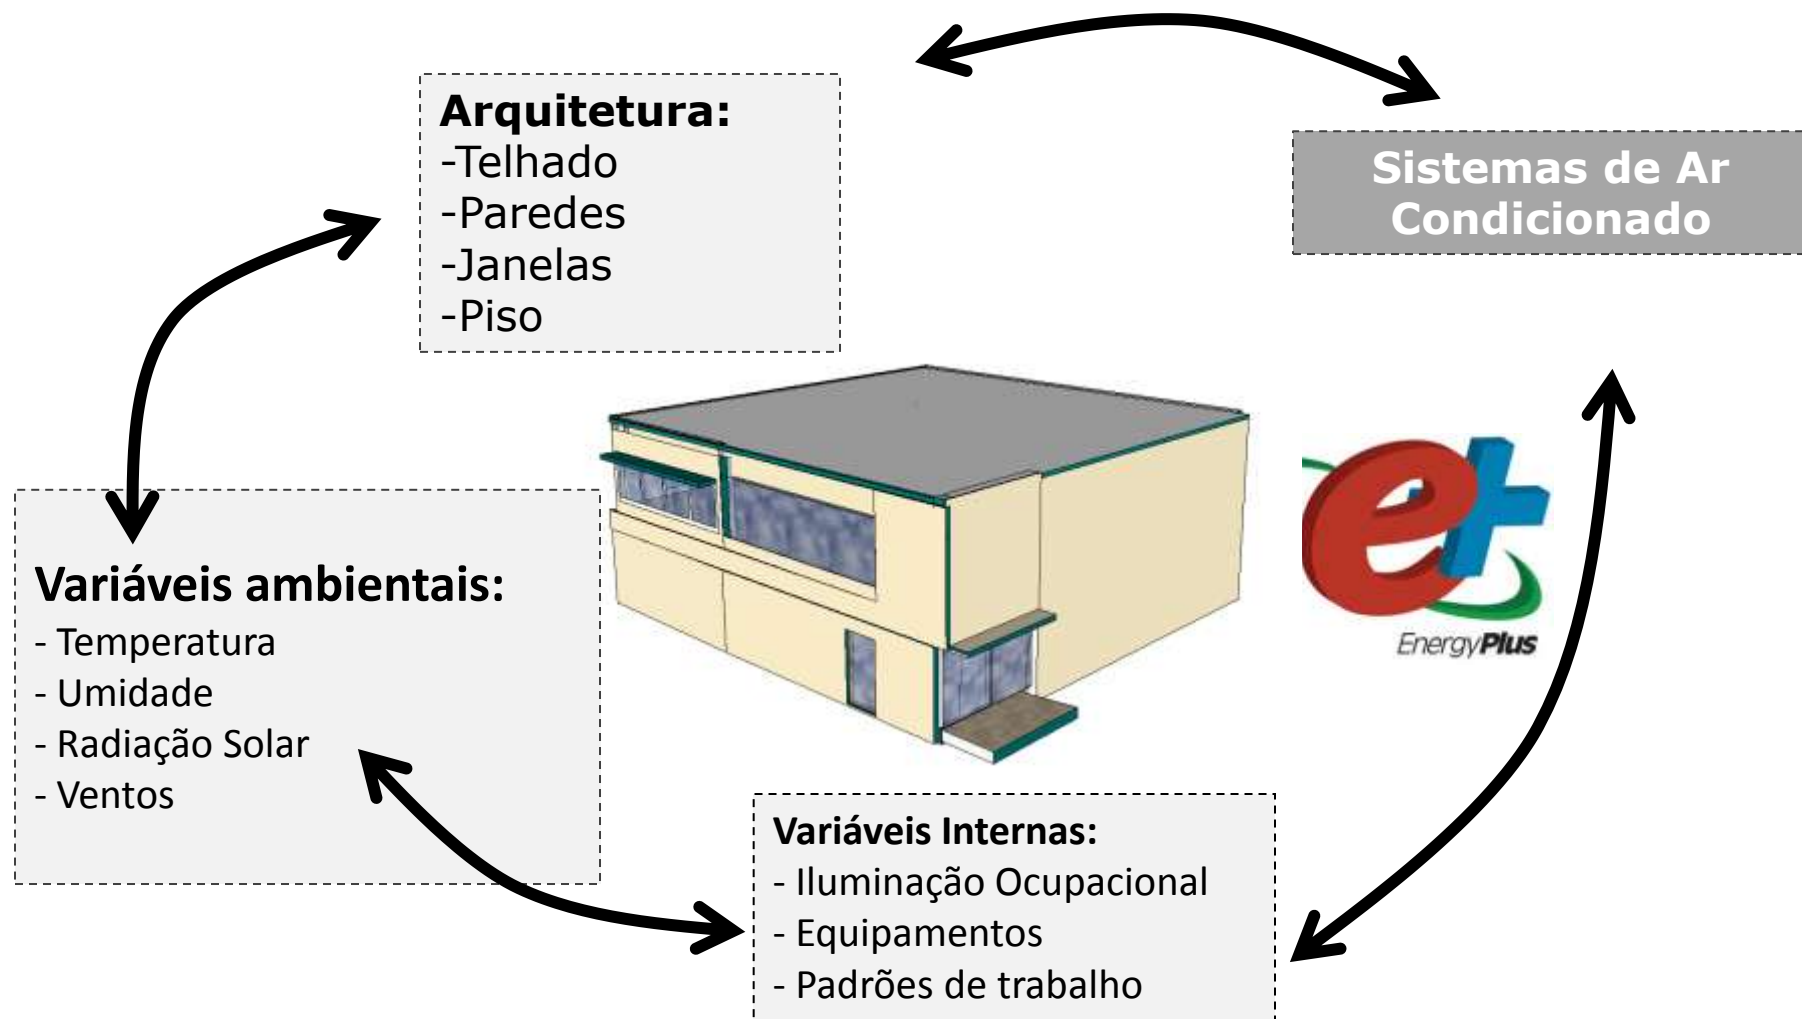 Arquitetura:
-Telhado
-Paredes
-Janelas
-Piso
Sistemas de Ar
Condicionado
e+
EnergyPlus
Variáveis ambientais:
- Temperatura
- Umidade
- Radiação Solar
- Ventos
Variáveis Internas:
- Iluminação Ocupacional
- Equipamentos
- Padrões de trabalho